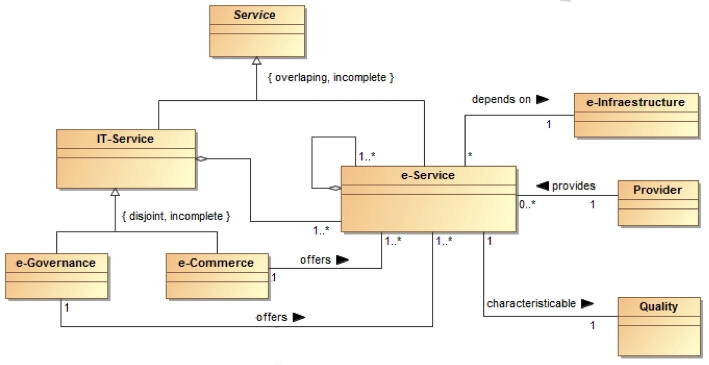 Service
{ overlaping, incomplete }
depends on
e-Infraestructure
1
*
IT-Service
1..*
e-Service
provides
Provider
0..*
1
{ disjoint, incomplete }
1..*
e-Governance
e-Commerce
offers
1
1..*
1..*
1
characteristicable
Quality
1
1
offers